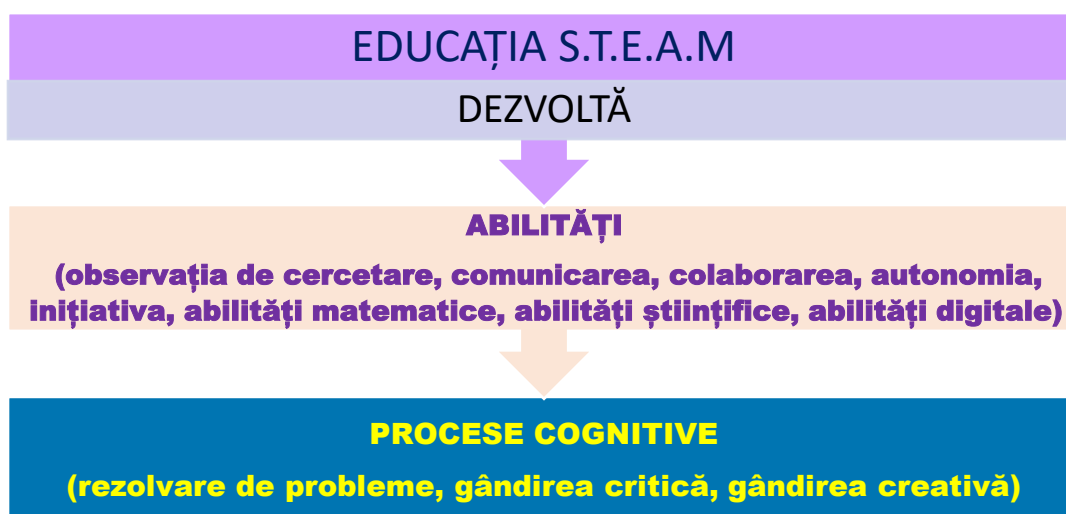 EDUCAȚIA S.T.E.A.M
DEZVOLTĂ
ABILITĂȚI
(observația de cercetare, comunicarea, colaborarea, autonomia,
inițiativa, abilități matematice, abilități științifice, abilități digitale)
PROCESE COGNITIVE
(rezolvare de probleme, gândirea critică, gândirea creativă)